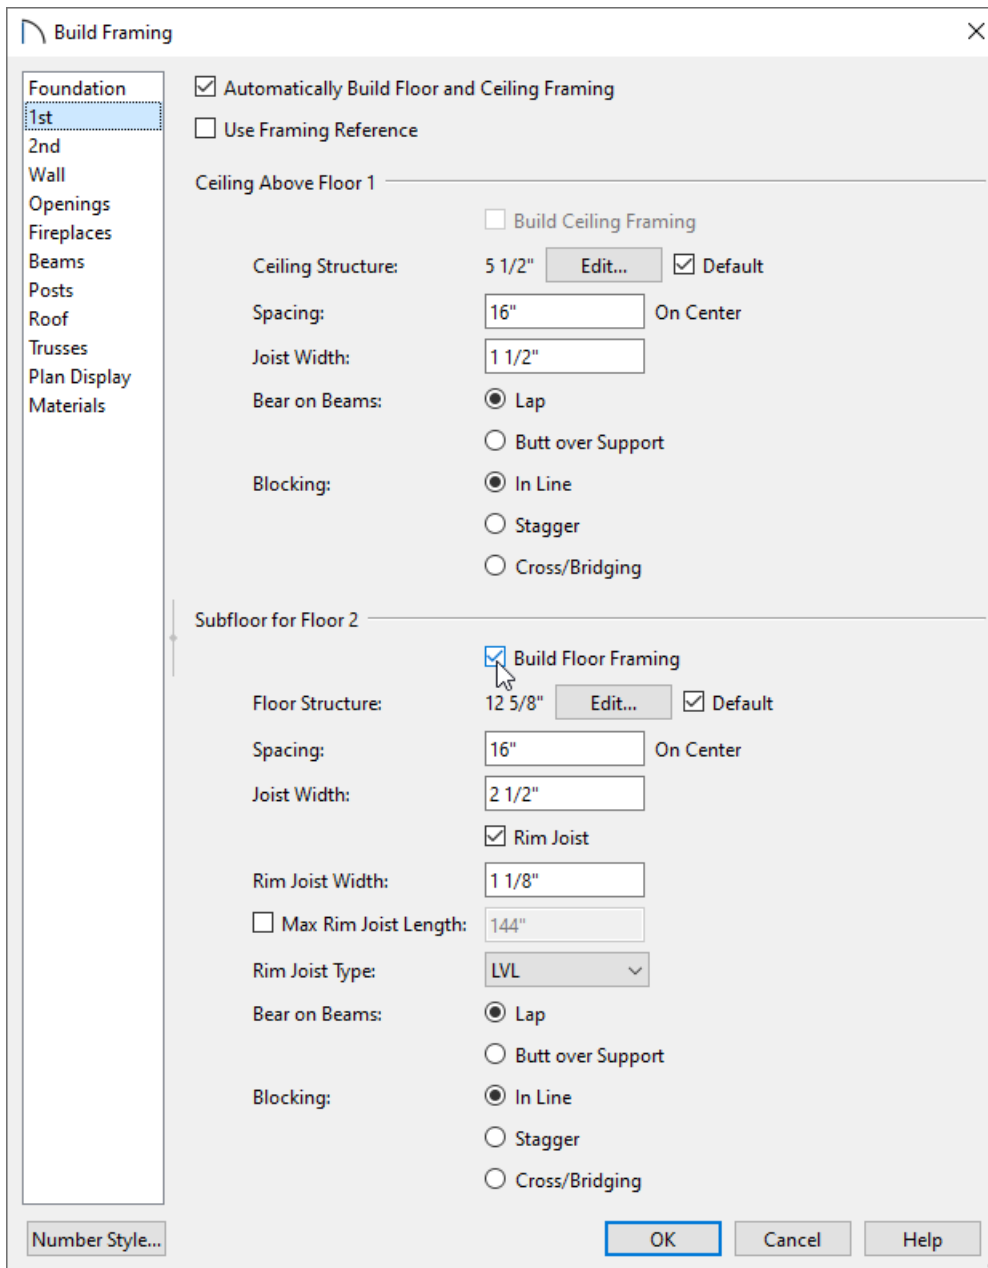 Build Framing
Foundation
1st
2nd
Wall
Openings
Fireplaces
Beams
Posts
Roof
Trusses
Plan Display
Materials
Automatically Build Floor and Ceiling Framing
Use Framing Reference
Ceiling Above Floor 1
Build Ceiling Framing
Ceiling Structure: 5 1/2" Edit... Default
Spacing: 16" On Center
Joist Width: 1 1/2"
Bear on Beams: Lap
Butt over Support
Blocking: In Line
Stagger
Cross/Bridging
Subfloor for Floor 2
Build Floor Framing
Floor Structure: 12 5/8" Edit... Default
Spacing: 16" On Center
Joist Width: 2 1/2"
Rim Joist
Rim Joist Width: 1 1/8"
Max Rim Joist Length: 144"
Rim Joist Type: LVL
Bear on Beams: Lap
Butt over Support
Blocking: In Line
Stagger
Cross/Bridging
Number Style... OK Cancel Help